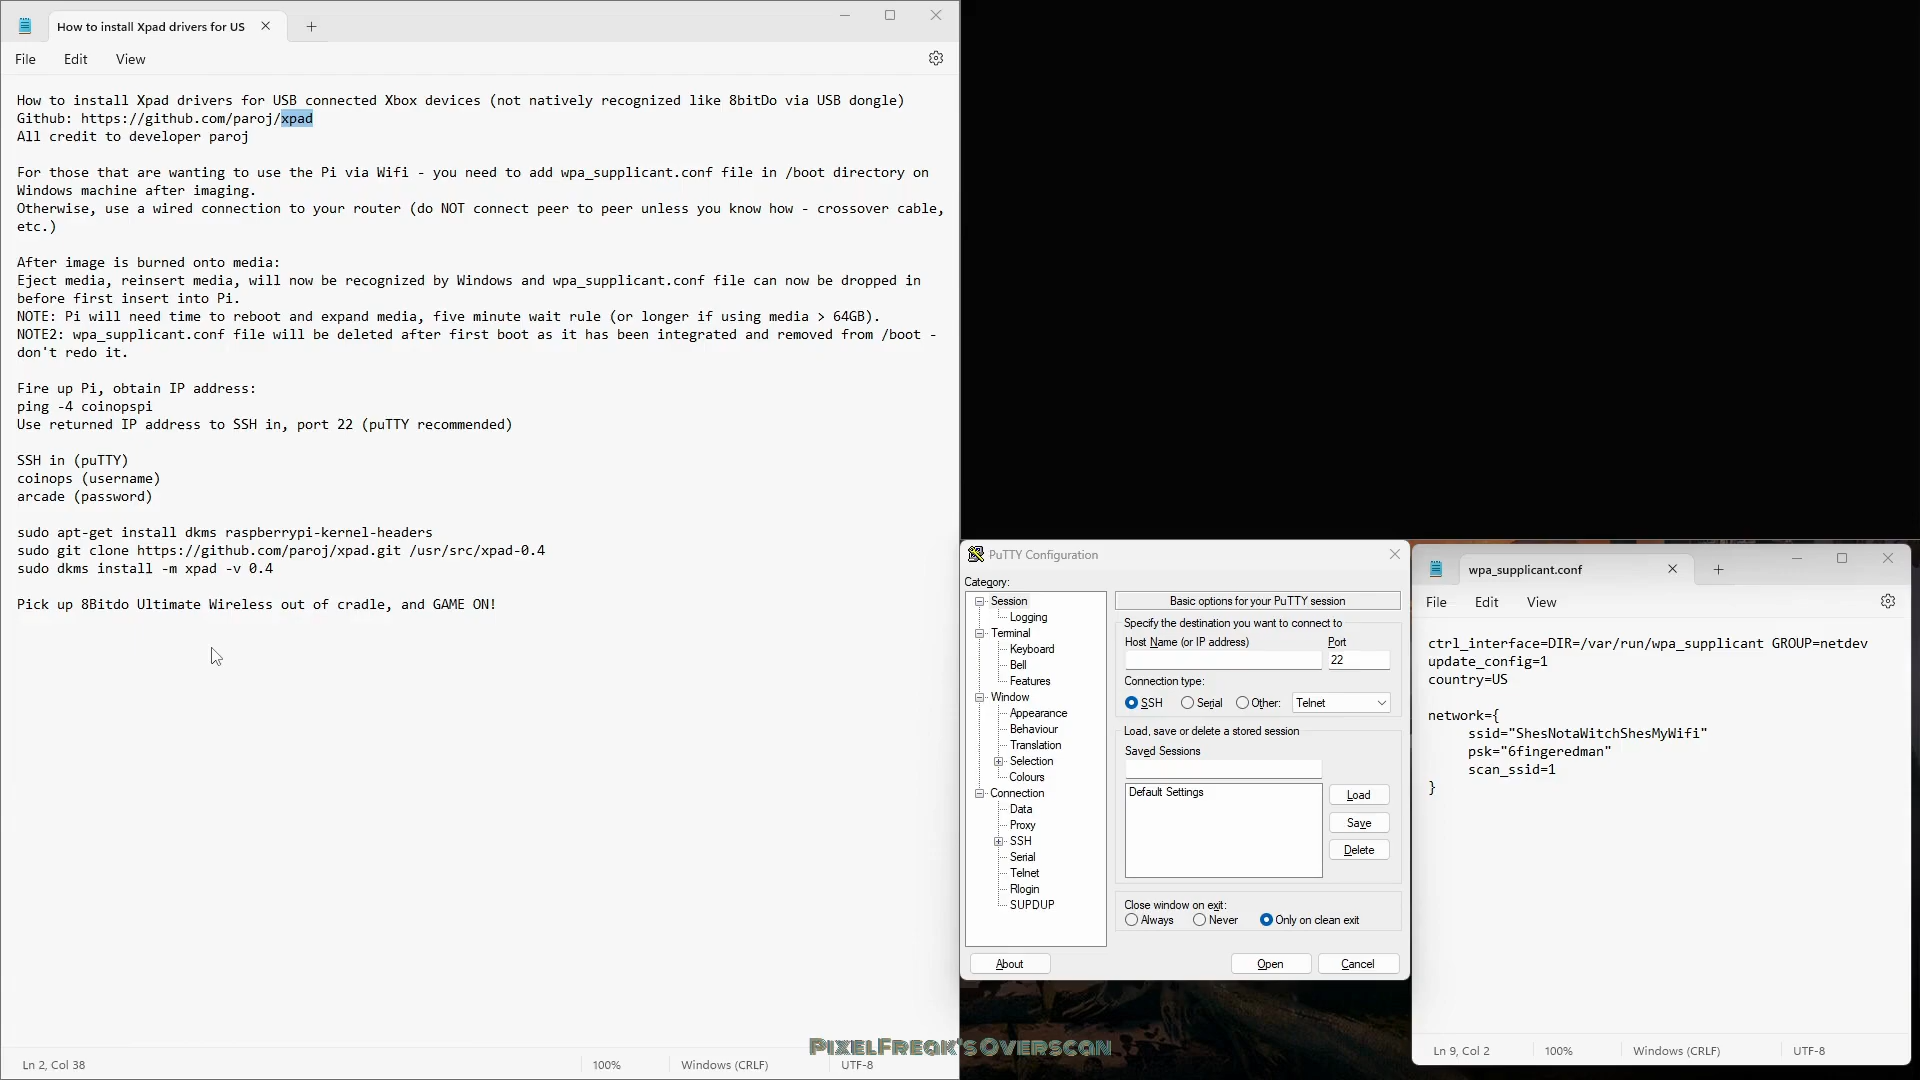 How to install Xpad drivers for US
File Edit View
How to install Xpad drivers for USB connected Xbox devices (not natively recognized like 8bitDo via USB dongle)
Github: https://github.com/paroj/xpad
All credit to developer paroj
For those that are wanting to use the Pi via Wifi - you need to add wpa_supplicant.conf file in /boot directory on
Windows machine after imaging.
Otherwise, use a wired connection to your router (do NOT connect peer to peer unless you know how - crossover cable,
etc.)
After image is burned onto media:
Eject media, reinsert media, will now be recognized by Windows and wpa_supplicant.conf file can now be dropped in
before first insert into Pi.
NOTE: Pi will need time to reboot and expand media, five minute wait rule (or longer if using media > 64GB).
NOTE2: wpa_supplicant.conf file will be deleted after first boot as it has been integrated and removed from /boot -
don't redo it.
Fire up Pi, obtain IP address:
ping -4 coinopspi
Use returned IP address to SSH in, port 22 (puTTY recommended)
SSH in (puTTY)
coinops (username)
arcade (password)
sudo apt-get install dkms raspberrypi-kernel-headers
sudo git clone https://github.com/paroj/xpad.git /usr/src/xpad-0.4
sudo dkms install -m xpad -v 0.4
Pick up 8Bitdo Ultimate Wireless out of cradle, and GAME ON!
Ln 2, Col 38 100% Windows (CRLF) UTF-8
PuTTY Configuration
Category:
Session
Logging
Terminal
Keyboard
Bell
Features
Window
Appearance
Behaviour
Translation
Selection
Colours
Connection
Data
Proxy
SSH
Serial
Telnet
Rlogin
SUPDUP
Basic options for your PuTTY session
Specify the destination you want to connect to
Host Name (or IP address) Port
22
Connection type:
SSH Serial Other: Telnet
Load, save or delete a stored session
Saved Sessions
Default Settings
Load
Save
Delete
Close window on exit:
Always Never Only on clean exit
About Open Cancel
wpa_supplicant.conf
File Edit View
ctrl_interface=DIR=/var/run/wpa_supplicant GROUP=netdev
update_config=1
country=US
network={
ssid="ShesNotaWitchShesMyWifi"
psk="6fingeredman"
scan_ssid=1
}
Ln 9, Col 2 100% Windows (CRLF) UTF-8
PixelFreak's Overscan